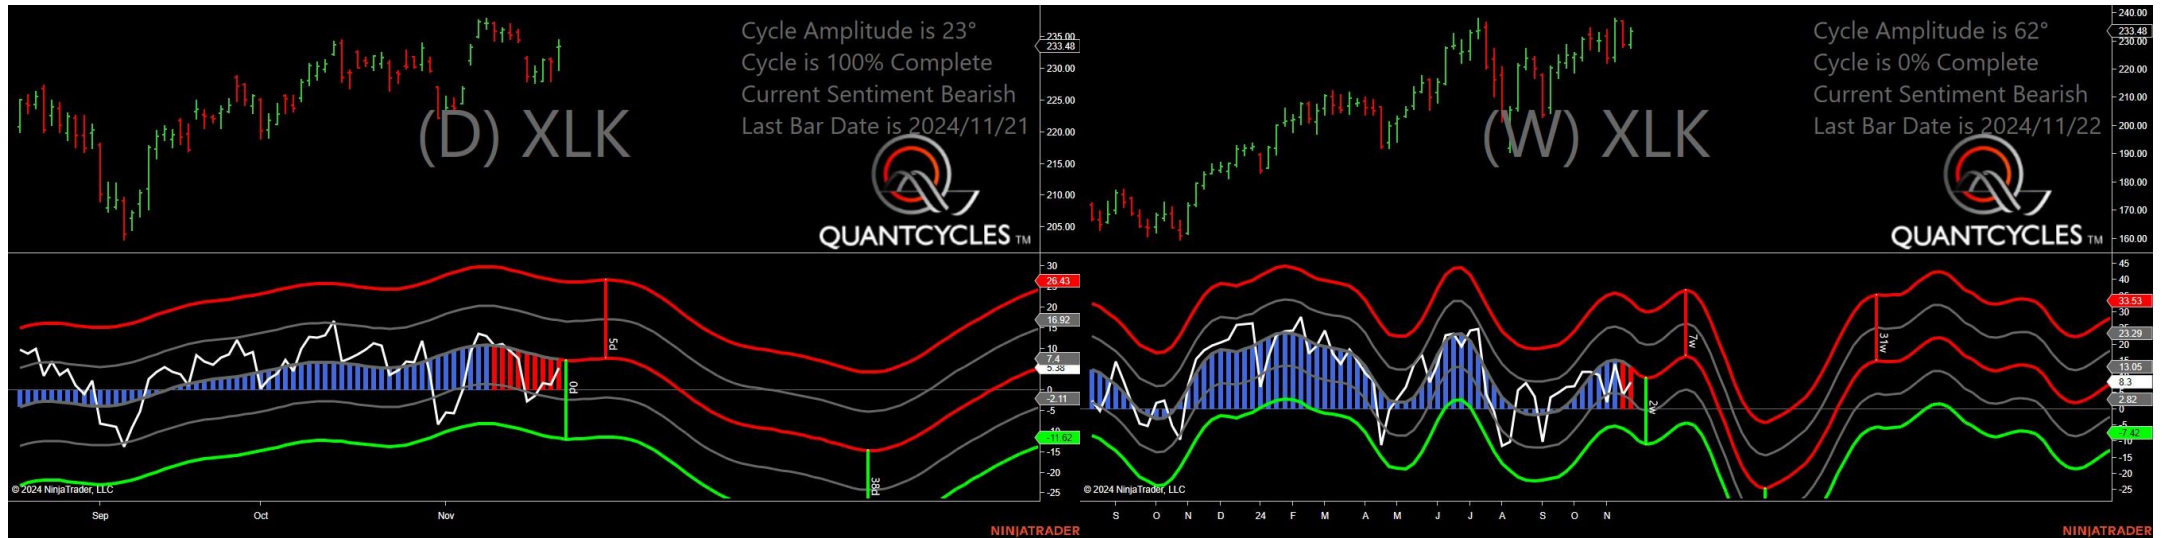 Cycle Amplitude is 23°
Cycle is 100% Complete
Current Sentiment Bearish
Last Bar Date is 2024/11/21
(D) XLK
QUANTCYCLES TM
235.00
233.48
230.00
225.00
220.00
215.00
210.00
205.00
30
26.43
20
16.92
15
10
7.4
5.38
0
-2.11
-5
-11.62
-15
-20
-25
5d
0d
38d
© 2024 NinjaTrader, LLC
Sep Oct Nov
NINJATRADER
Cycle Amplitude is 62°
Cycle is 0% Complete
Current Sentiment Bearish
Last Bar Date is 2024/11/22
(W) XLK
QUANTCYCLES TM
240.00
233.48
230.00
220.00
210.00
200.00
190.00
180.00
170.00
160.00
45
40
33.53
30
23.29
20
15
13.05
8.3
2.82
0
-7.42
-10
-15
-20
-25
2w
7w
31w
© 2024 NinjaTrader, LLC
S O N D 24 F M A M J J A S O N
NINJATRADER